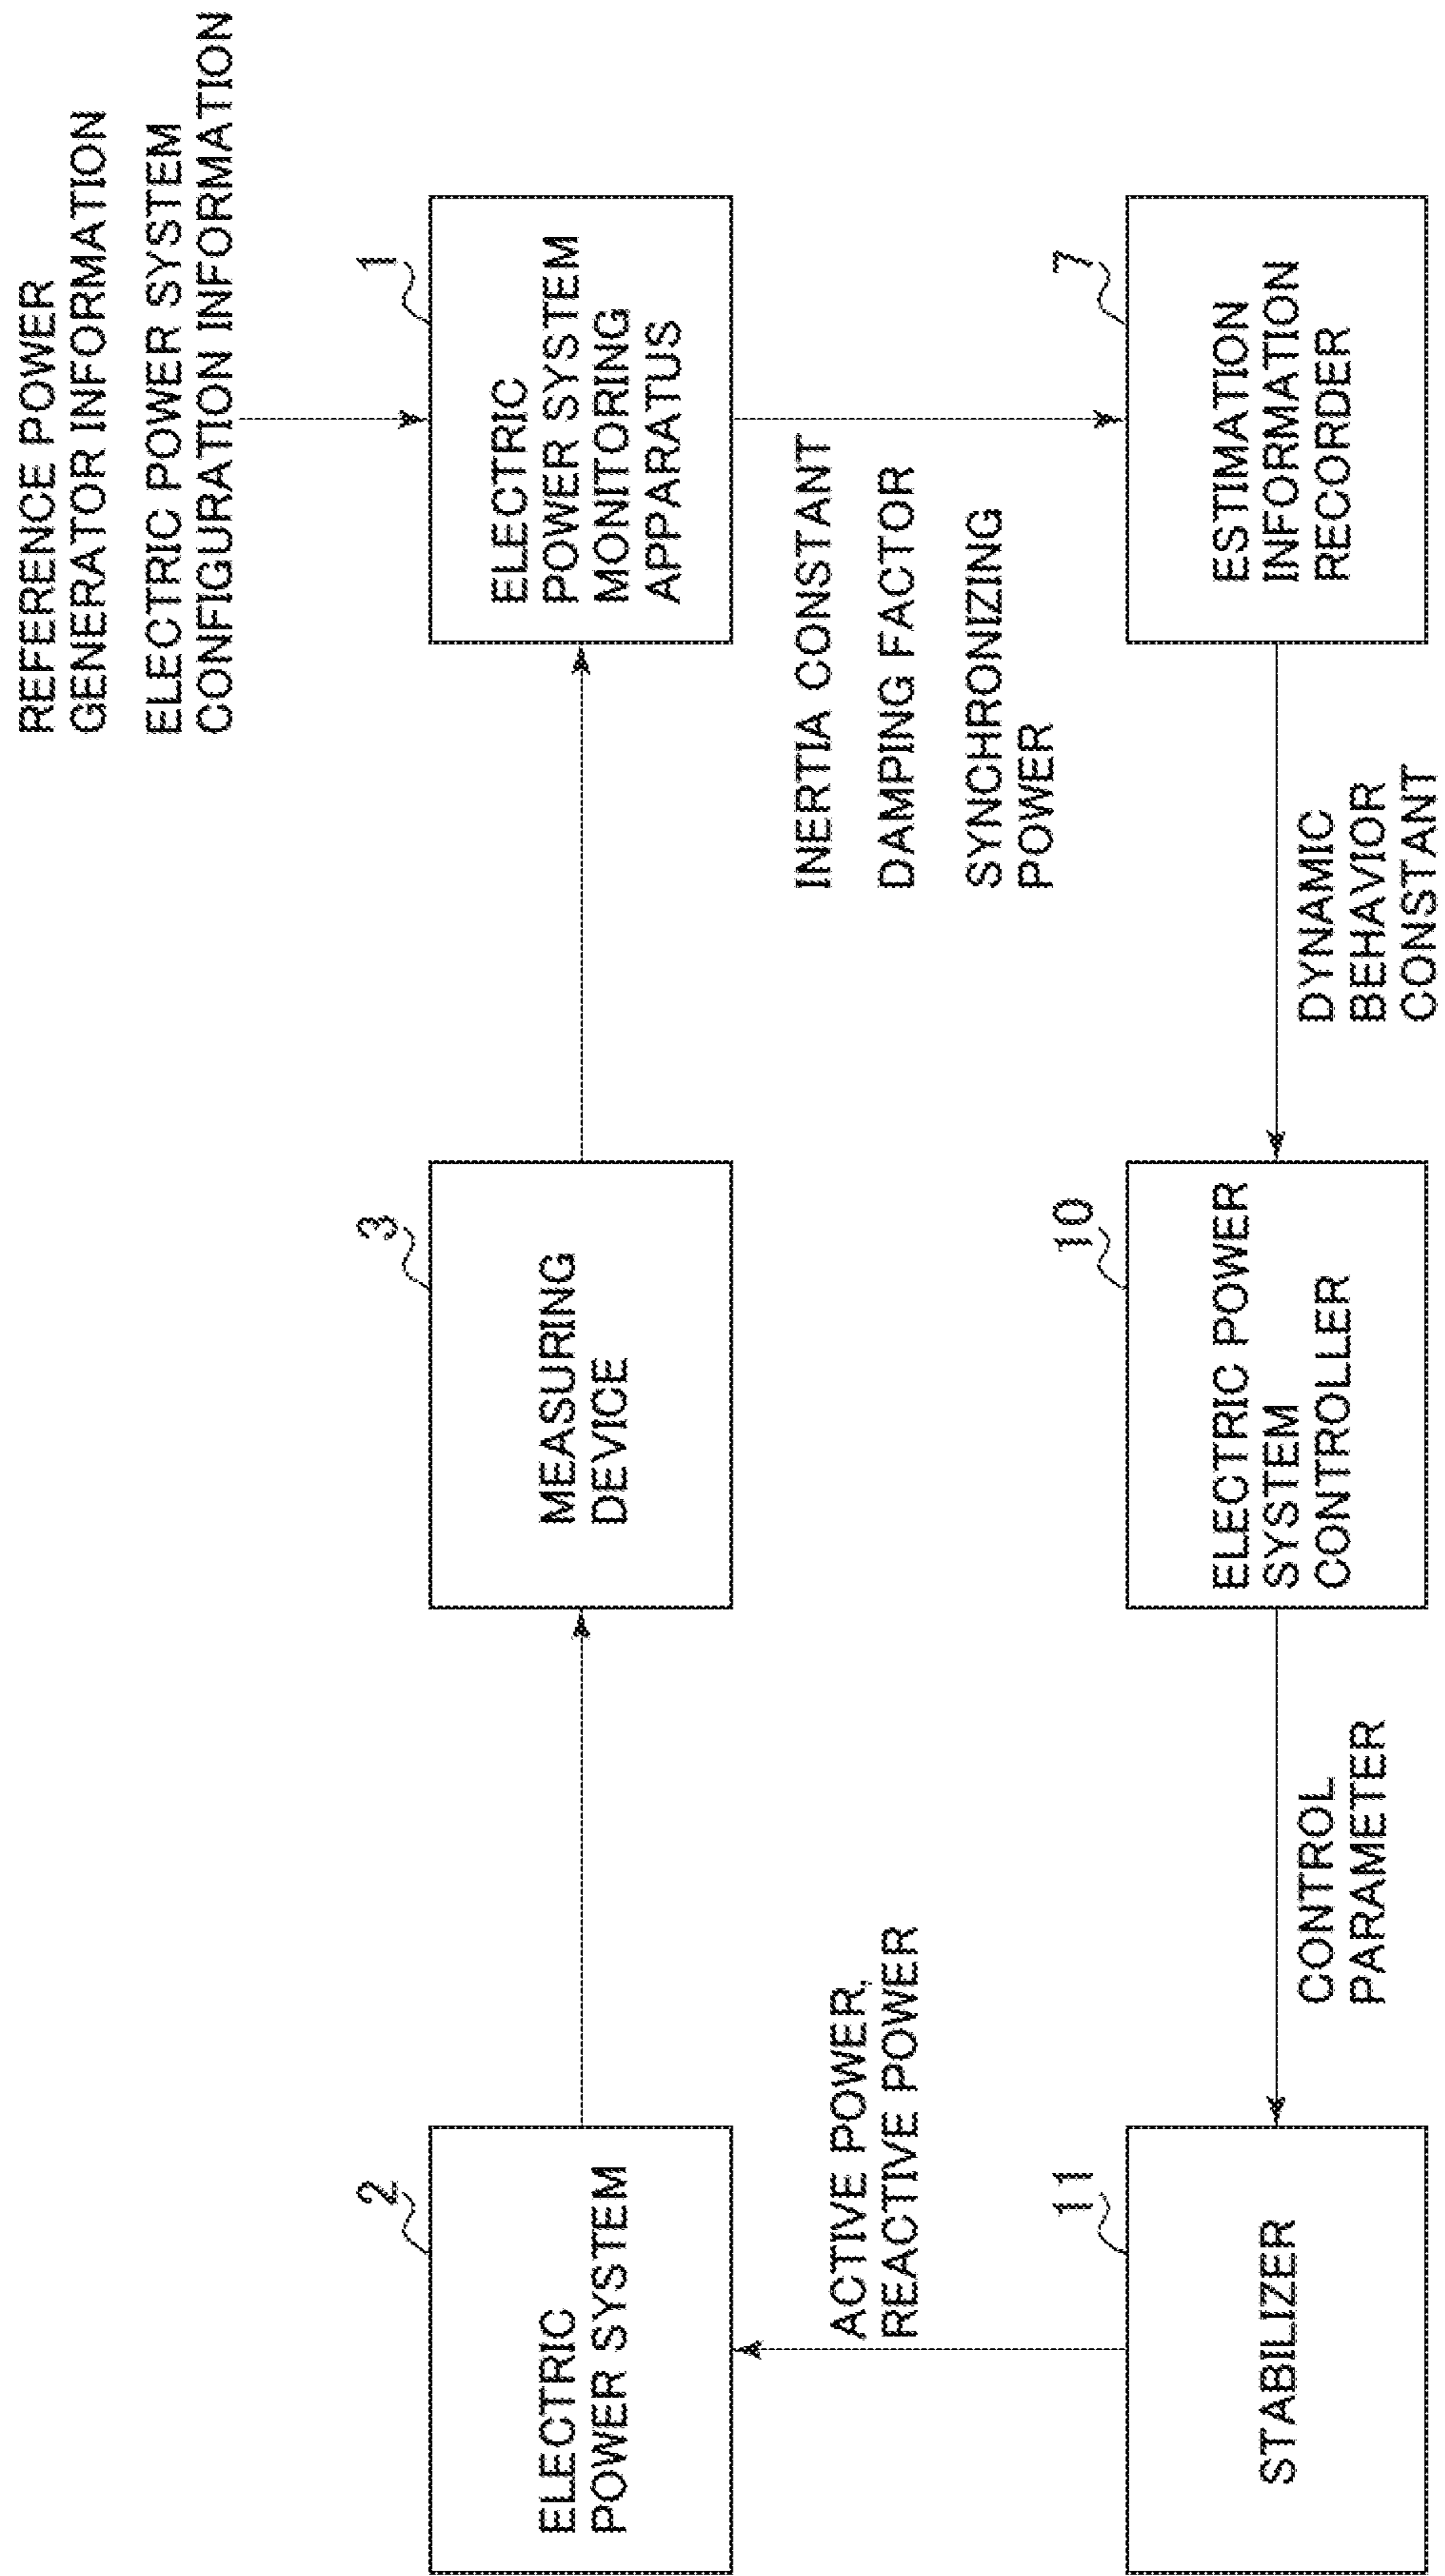 REFERENCE POWER
GENERATOR INFORMATION
ELECTRIC POWER SYSTEM
CONFIGURATION INFORMATION
2
ELECTRIC
POWER SYSTEM
3
MEASURING
DEVICE
1
ELECTRIC
POWER SYSTEM
MONITORING
APPARATUS
ACTIVE POWER,
REACTIVE POWER
INERTIA CONSTANT
DAMPING FACTOR
SYNCHRONIZING
POWER
11
STABILIZER
CONTROL
PARAMETER
10
ELECTRIC POWER
SYSTEM
CONTROLLER
DYNAMIC
BEHAVIOR
CONSTANT
7
ESTIMATION
INFORMATION
RECORDER